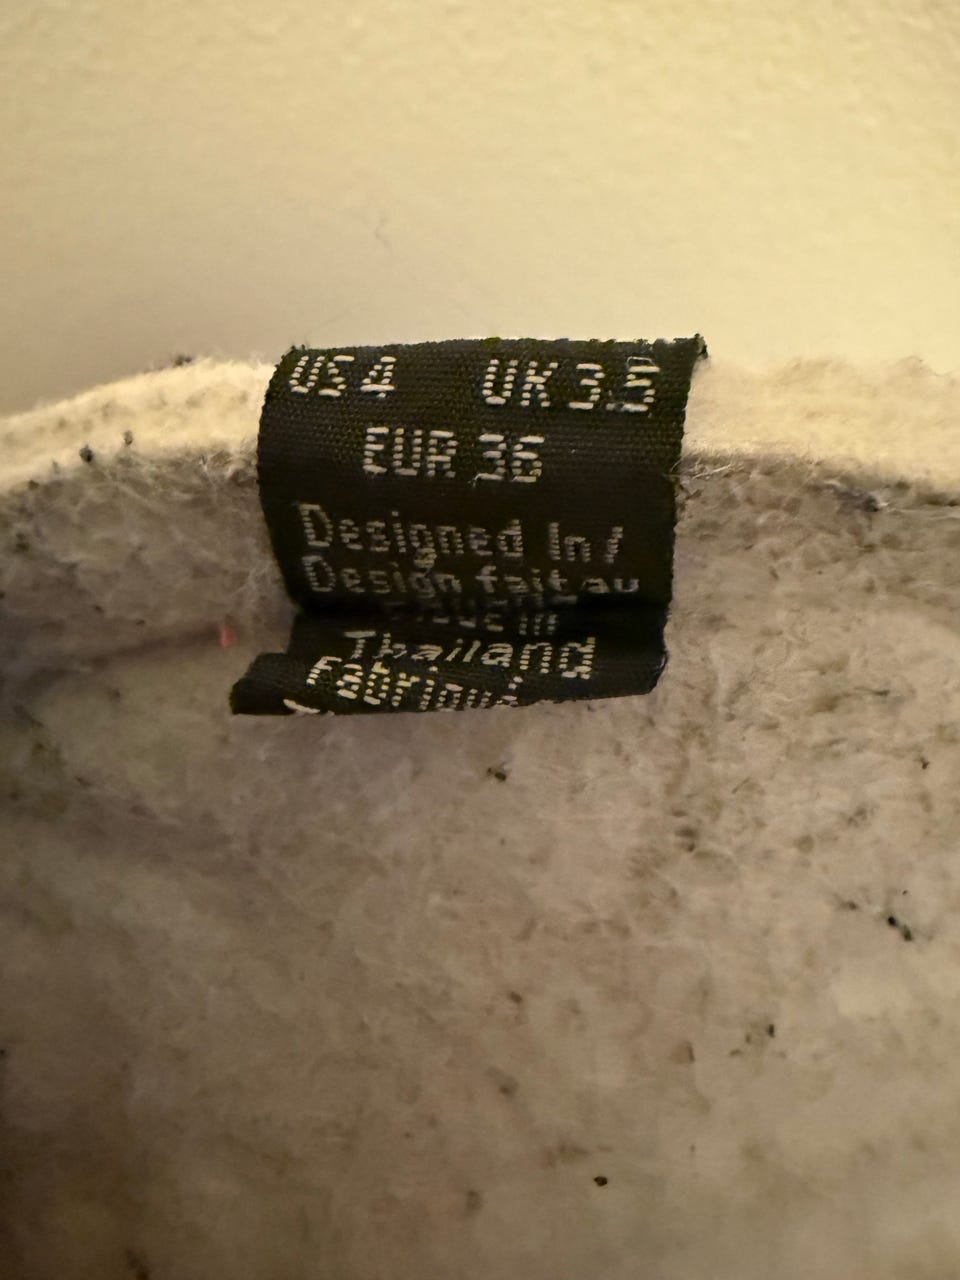 US 4 UK 3.5
EUR 36
Designed In /
Design fait au
Thailand